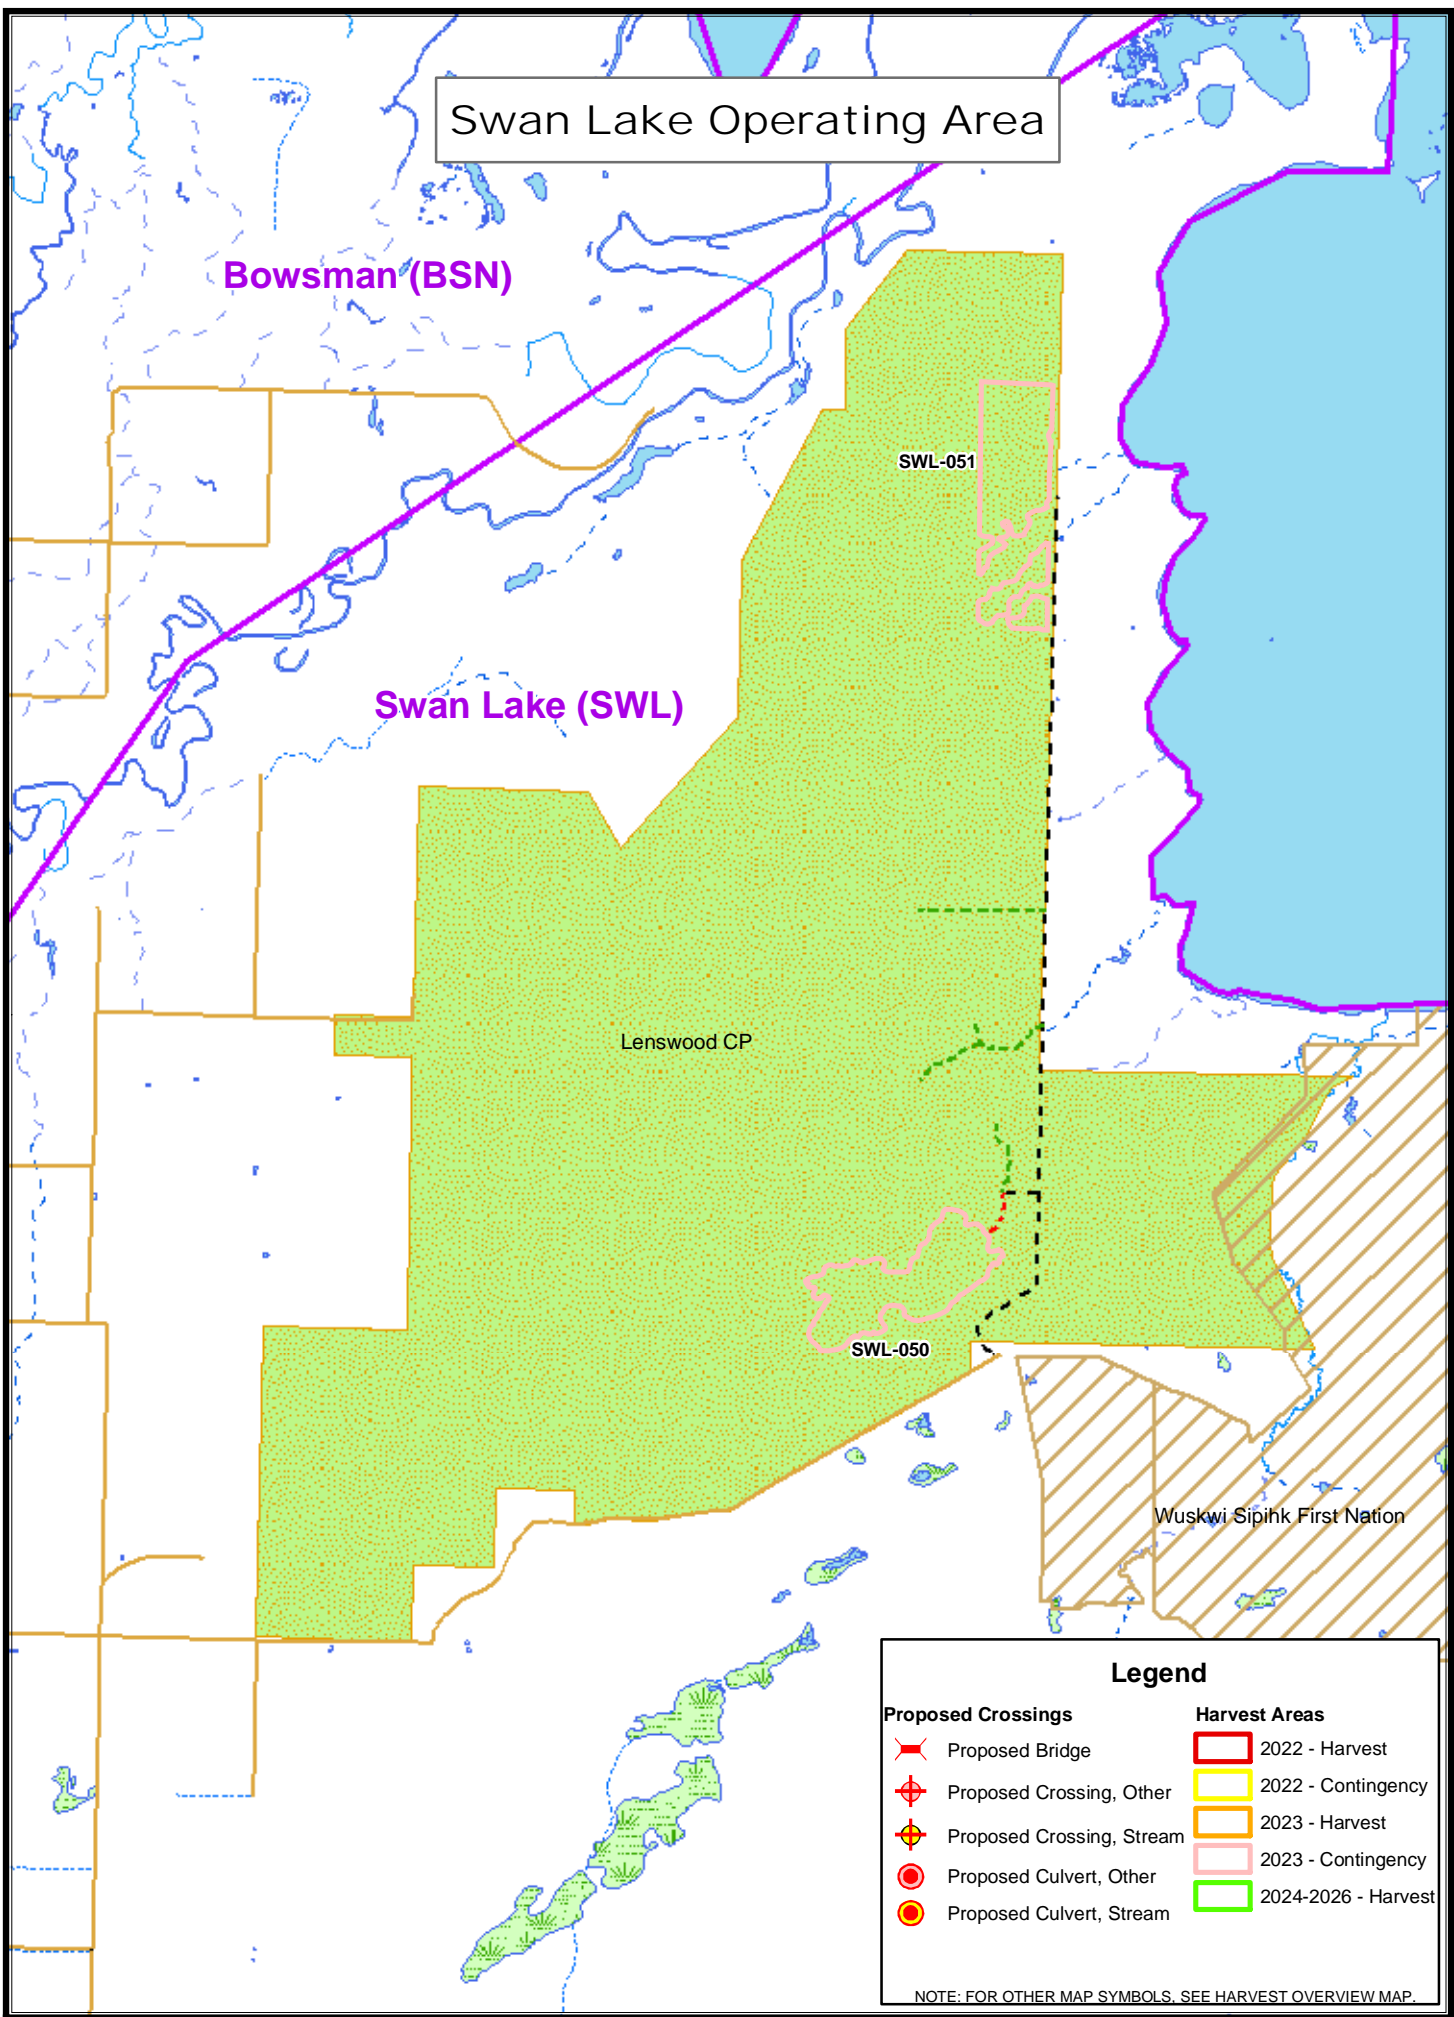 Swan Lake Operating Area
Bowsman (BSN)
SWL-051
Swan Lake (SWL)
Lenswood CP
SWL-050
Wuskwi Sipihk First Nation
Legend
Proposed Crossings
Proposed Bridge
Proposed Crossing, Other
Proposed Crossing, Stream
Proposed Culvert, Other
Proposed Culvert, Stream
Harvest Areas
2022 - Harvest
2022 - Contingency
2023 - Harvest
2023 - Contingency
2024-2026 - Harvest
NOTE: FOR OTHER MAP SYMBOLS, SEE HARVEST OVERVIEW MAP.